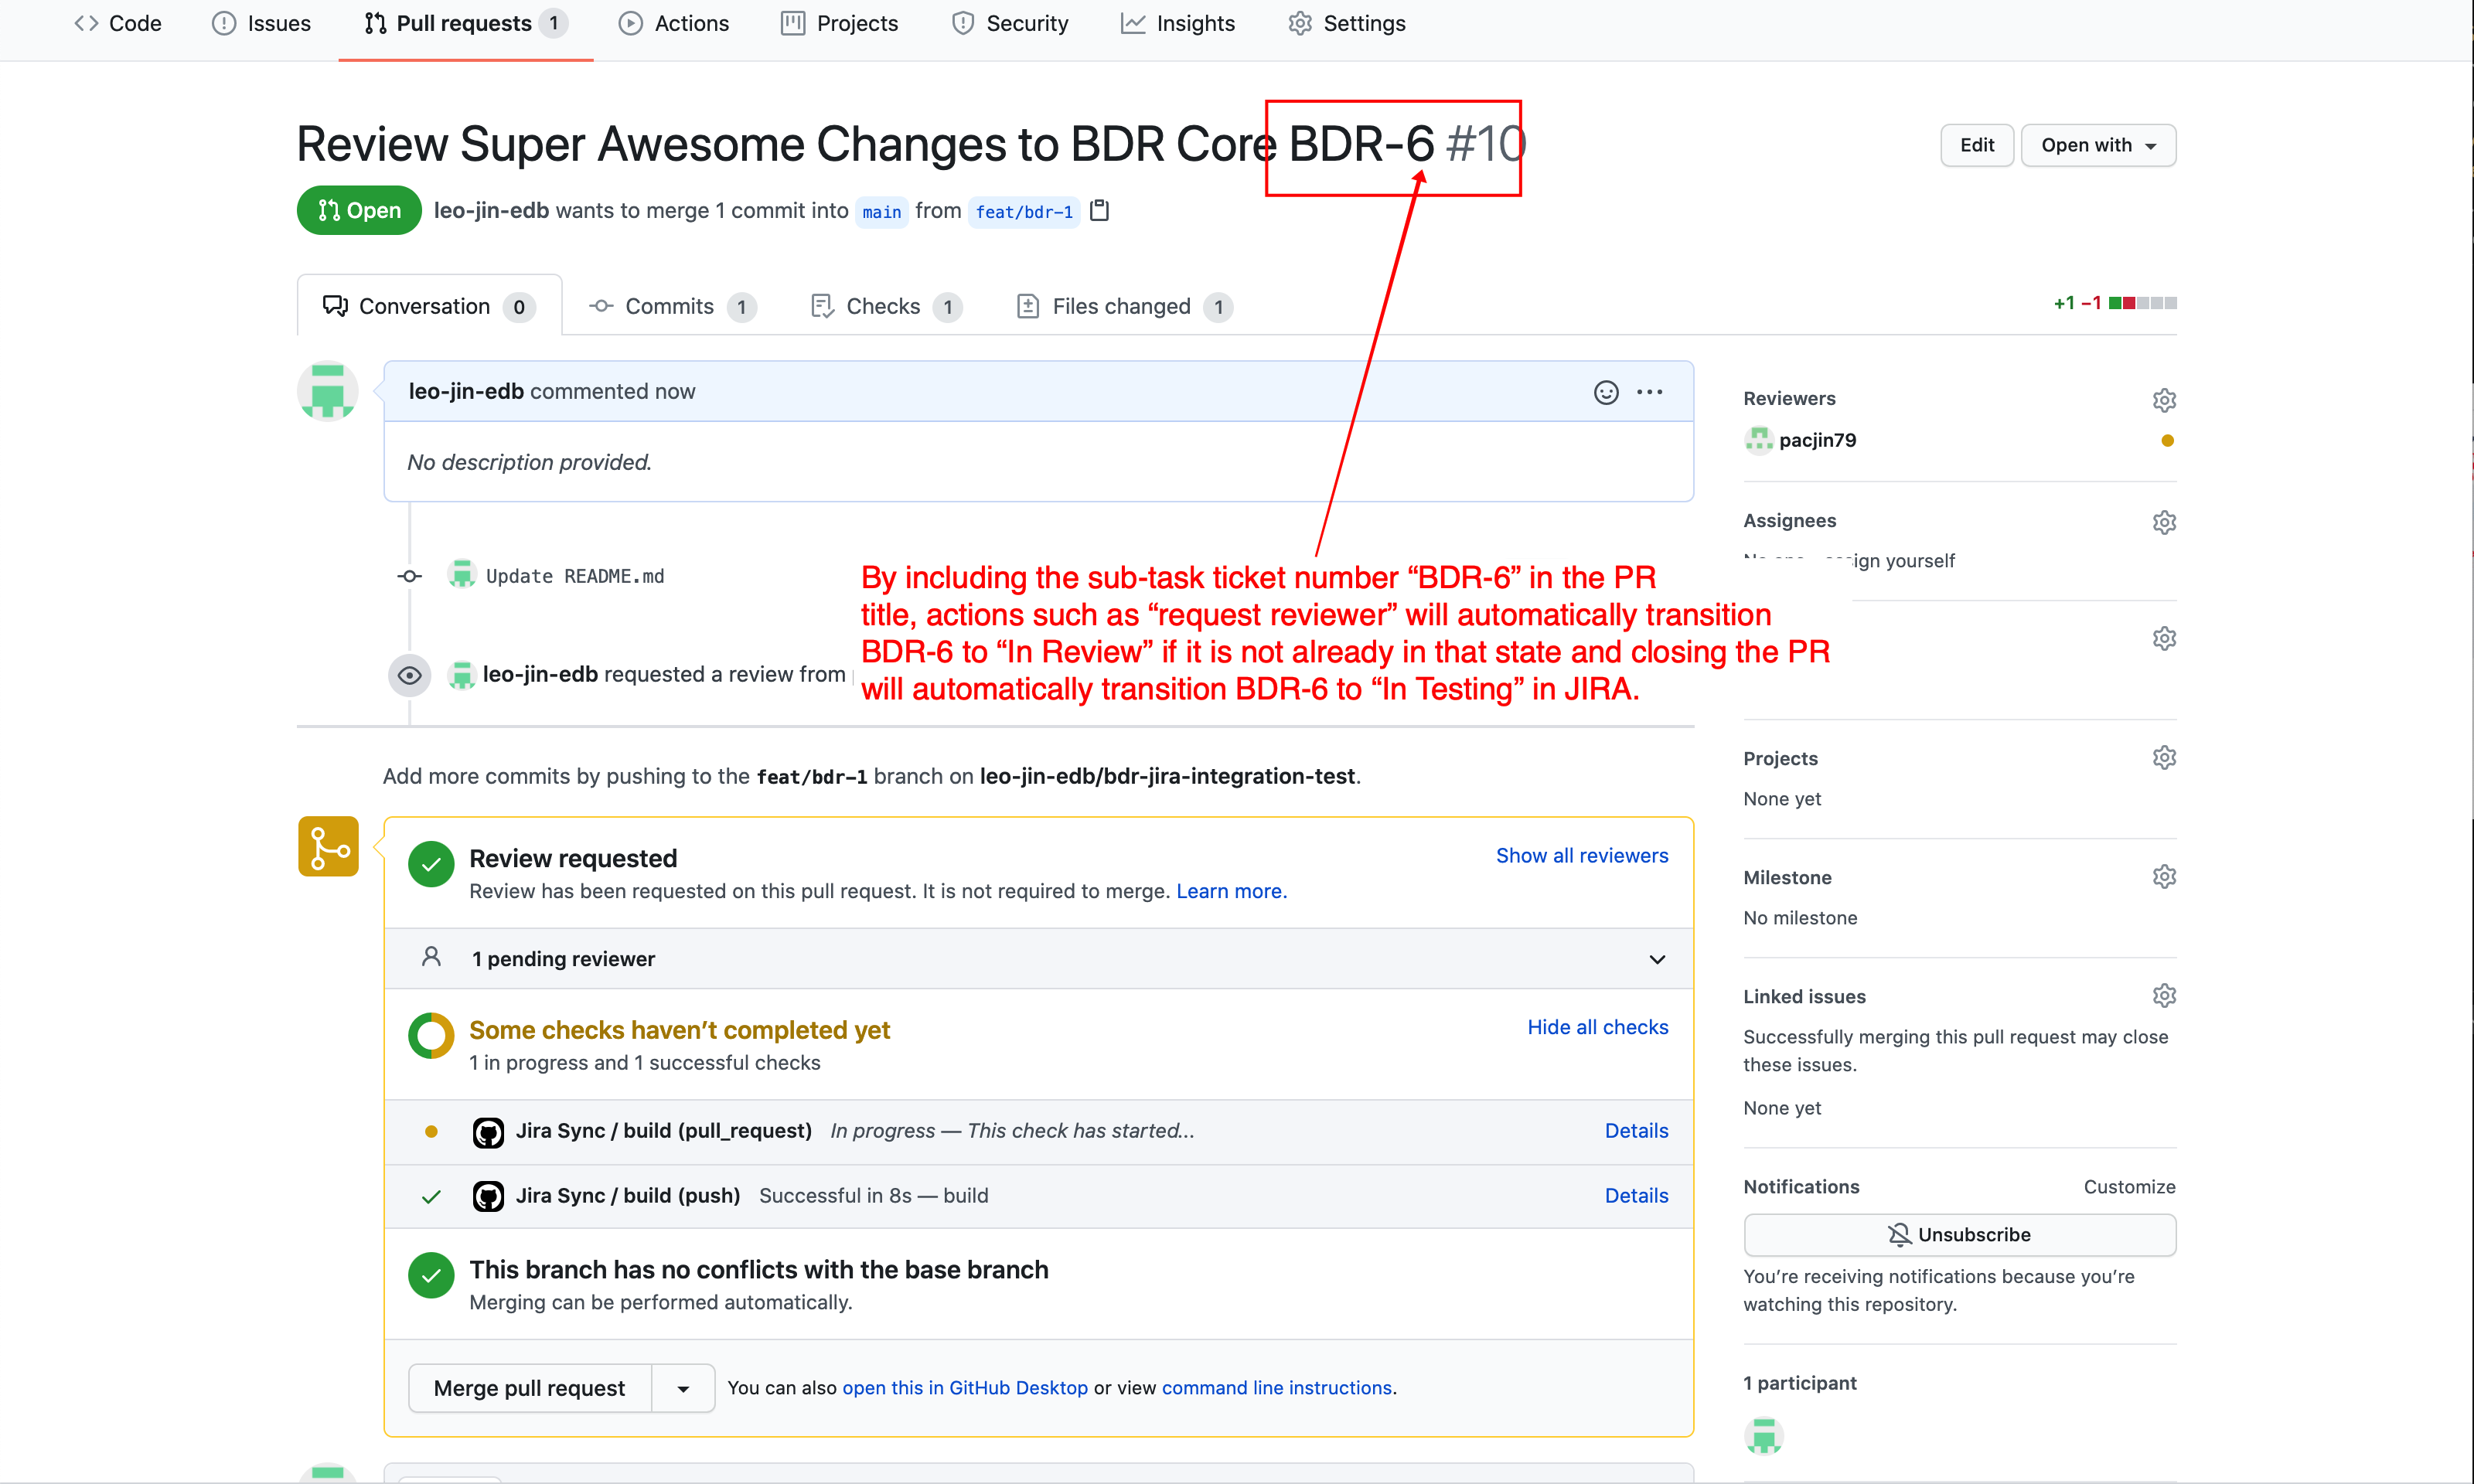 Code Issues Pull requests 1 Actions Projects Security Insights Settings
Review Super Awesome Changes to BDR Core BDR-6 #10
Edit Open with
Open leo-jin-edb wants to merge 1 commit into main from feat/bdr-1
Conversation 0 Commits 1 Checks 1 Files changed 1
+1 −1
leo-jin-edb commented now
No description provided.
Update README.md
leo-jin-edb requested a review from
By including the sub-task ticket number “BDR-6” in the PR
title, actions such as “request reviewer” will automatically transition
BDR-6 to “In Review” if it is not already in that state and closing the PR
will automatically transition BDR-6 to “In Testing” in JIRA.
Add more commits by pushing to the feat/bdr-1 branch on leo-jin-edb/bdr-jira-integration-test.
Review requested
Show all reviewers
Review has been requested on this pull request. It is not required to merge. Learn more.
1 pending reviewer
Some checks haven’t completed yet
Hide all checks
1 in progress and 1 successful checks
Jira Sync / build (pull_request) In progress — This check has started...
Details
Jira Sync / build (push) Successful in 8s — build
Details
This branch has no conflicts with the base branch
Merging can be performed automatically.
Merge pull request
You can also open this in GitHub Desktop or view command line instructions.
Reviewers
pacjin79
Assignees
yourself
Projects
None yet
Milestone
No milestone
Linked issues
Successfully merging this pull request may close
these issues.
None yet
Notifications
Customize
Unsubscribe
You’re receiving notifications because you’re
watching this repository.
1 participant